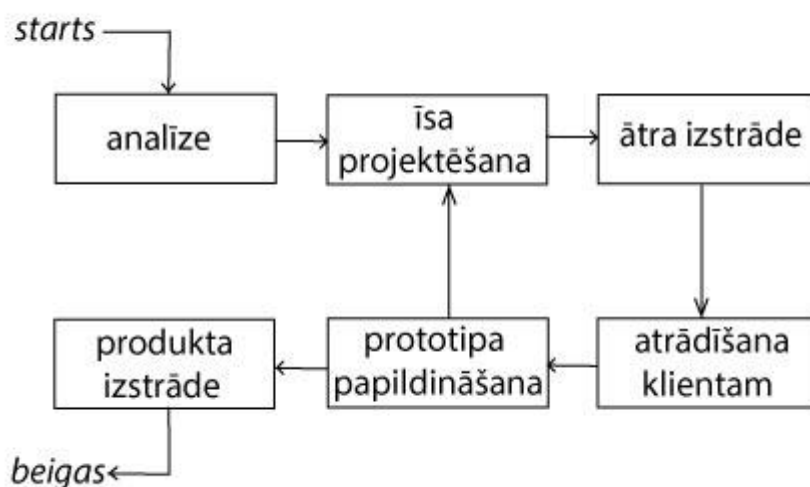 starts
analīze
īsa
projektēšana
ātra izstrāde
produkta
izstrāde
prototipa
papildināšana
atrādīšana
klientam
beigas